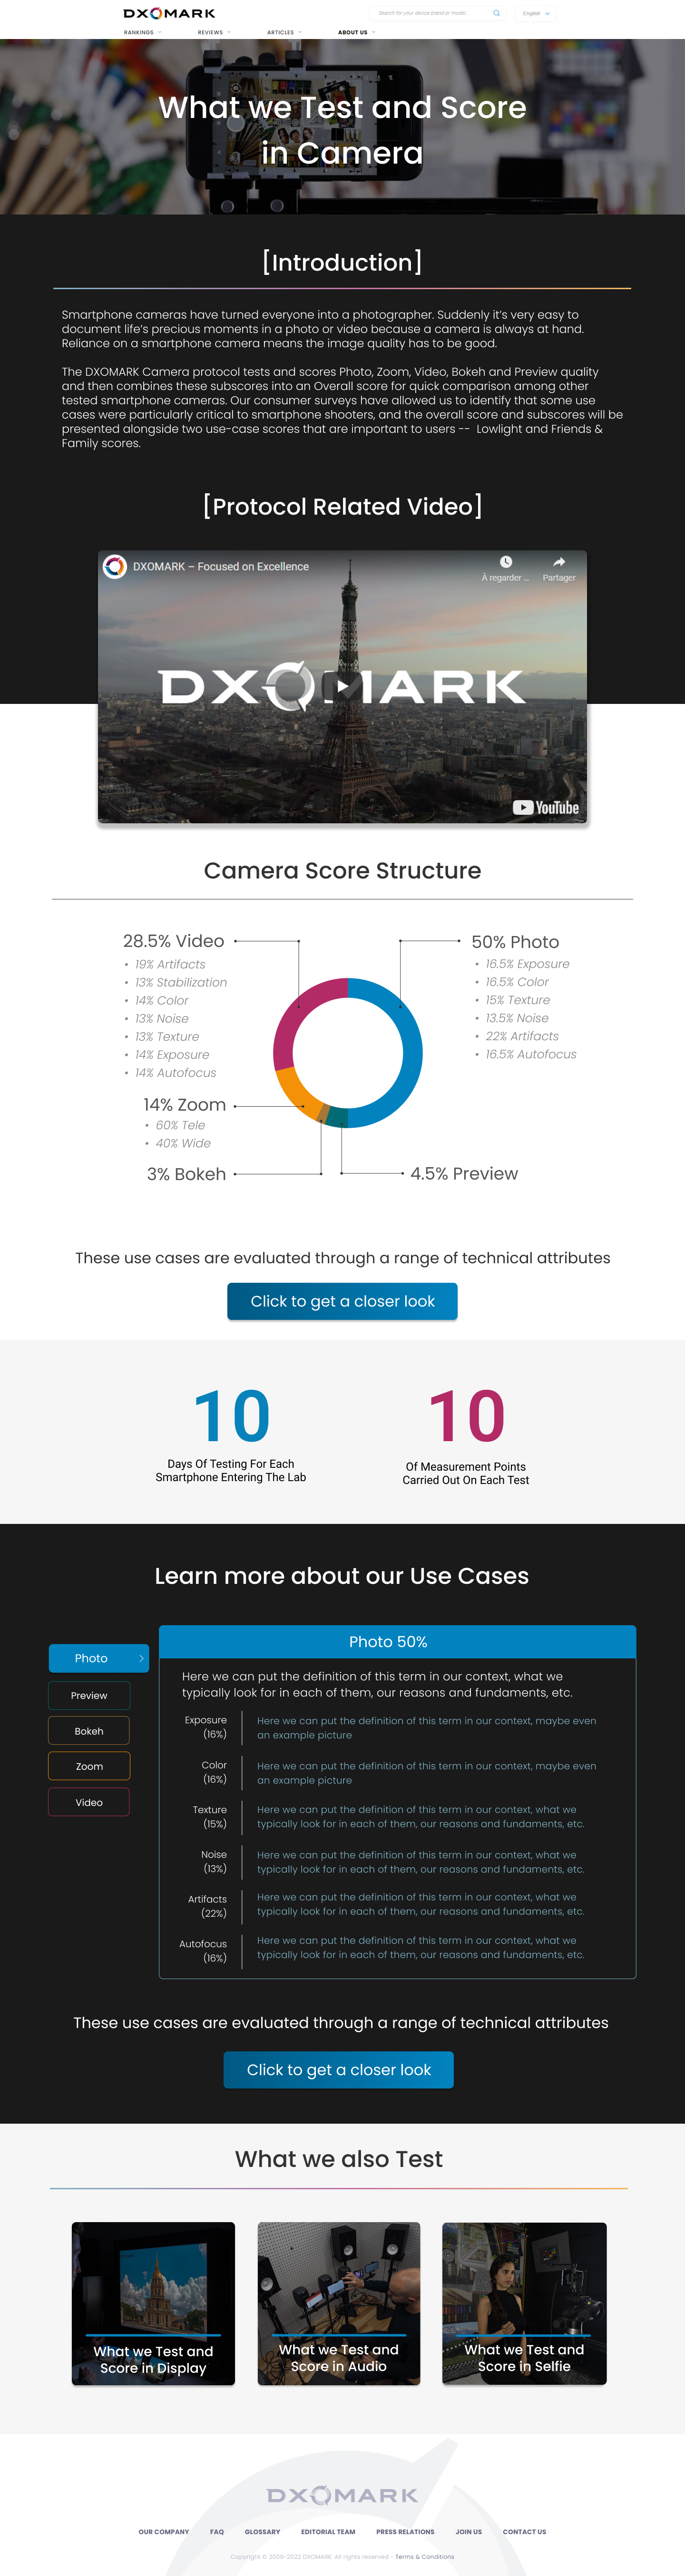 DXOMARK
Search for your device brand or model..
English
RANKINGS
REVIEWS
ARTICLES
ABOUT US
What we Test and Score
in Camera
[Introduction]
Smartphone cameras have turned everyone into a photographer. Suddenly it's very easy to
document life's precious moments in a photo or video because a camera is always at hand.
Reliance on a smartphone camera means the image quality has to be good.
The DXOMARK Camera protocol tests and scores Photo, Zoom, Video, Bokeh and Preview quality
and then combines these subscores into an Overall score for quick comparison among other
tested smartphone cameras. Our consumer surveys have allowed us to identify that some use
cases were particularly critical to smartphone shooters, and the overall score and subscores will be
presented alongside two use-case scores that are important to users -- Lowlight and Friends &
Family scores.
[Protocol Related Video]
DXOMARK – Focused on Excellence
À regarder ...
Partager
DXOMARK
YouTube
Camera Score Structure
28.5% Video
• 19% Artifacts
• 13% Stabilization
• 14% Color
• 13% Noise
• 13% Texture
• 14% Exposure
• 14% Autofocus
14% Zoom
• 60% Tele
• 40% Wide
3% Bokeh
50% Photo
• 16.5% Exposure
• 16.5% Color
• 15% Texture
• 13.5% Noise
• 22% Artifacts
• 16.5% Autofocus
4.5% Preview
These use cases are evaluated through a range of technical attributes
Click to get a closer look
10
Days Of Testing For Each
Smartphone Entering The Lab
10
Of Measurement Points
Carried Out On Each Test
Learn more about our Use Cases
Photo
Preview
Bokeh
Zoom
Video
Photo 50%
Here we can put the definition of this term in our context, what we
typically look for in each of them, our reasons and fundaments, etc.
Exposure
(16%)
Here we can put the definition of this term in our context, maybe even
an example picture
Color
(16%)
Here we can put the definition of this term in our context, maybe even
an example picture
Texture
(15%)
Here we can put the definition of this term in our context, what we
typically look for in each of them, our reasons and fundaments, etc.
Noise
(13%)
Here we can put the definition of this term in our context, what we
typically look for in each of them, our reasons and fundaments, etc.
Artifacts
(22%)
Here we can put the definition of this term in our context, what we
typically look for in each of them, our reasons and fundaments, etc.
Autofocus
(16%)
Here we can put the definition of this term in our context, what we
typically look for in each of them, our reasons and fundaments, etc.
These use cases are evaluated through a range of technical attributes
Click to get a closer look
What we also Test
What we Test and
Score in Display
What we Test and
Score in Audio
What we Test and
Score in Selfie
DXOMARK
OUR COMPANY
FAQ
GLOSSARY
EDITORIAL TEAM
PRESS RELATIONS
JOIN US
CONTACT US
Copyright © 2008-2022 DXOMARK. All rights reserved - Terms & Conditions